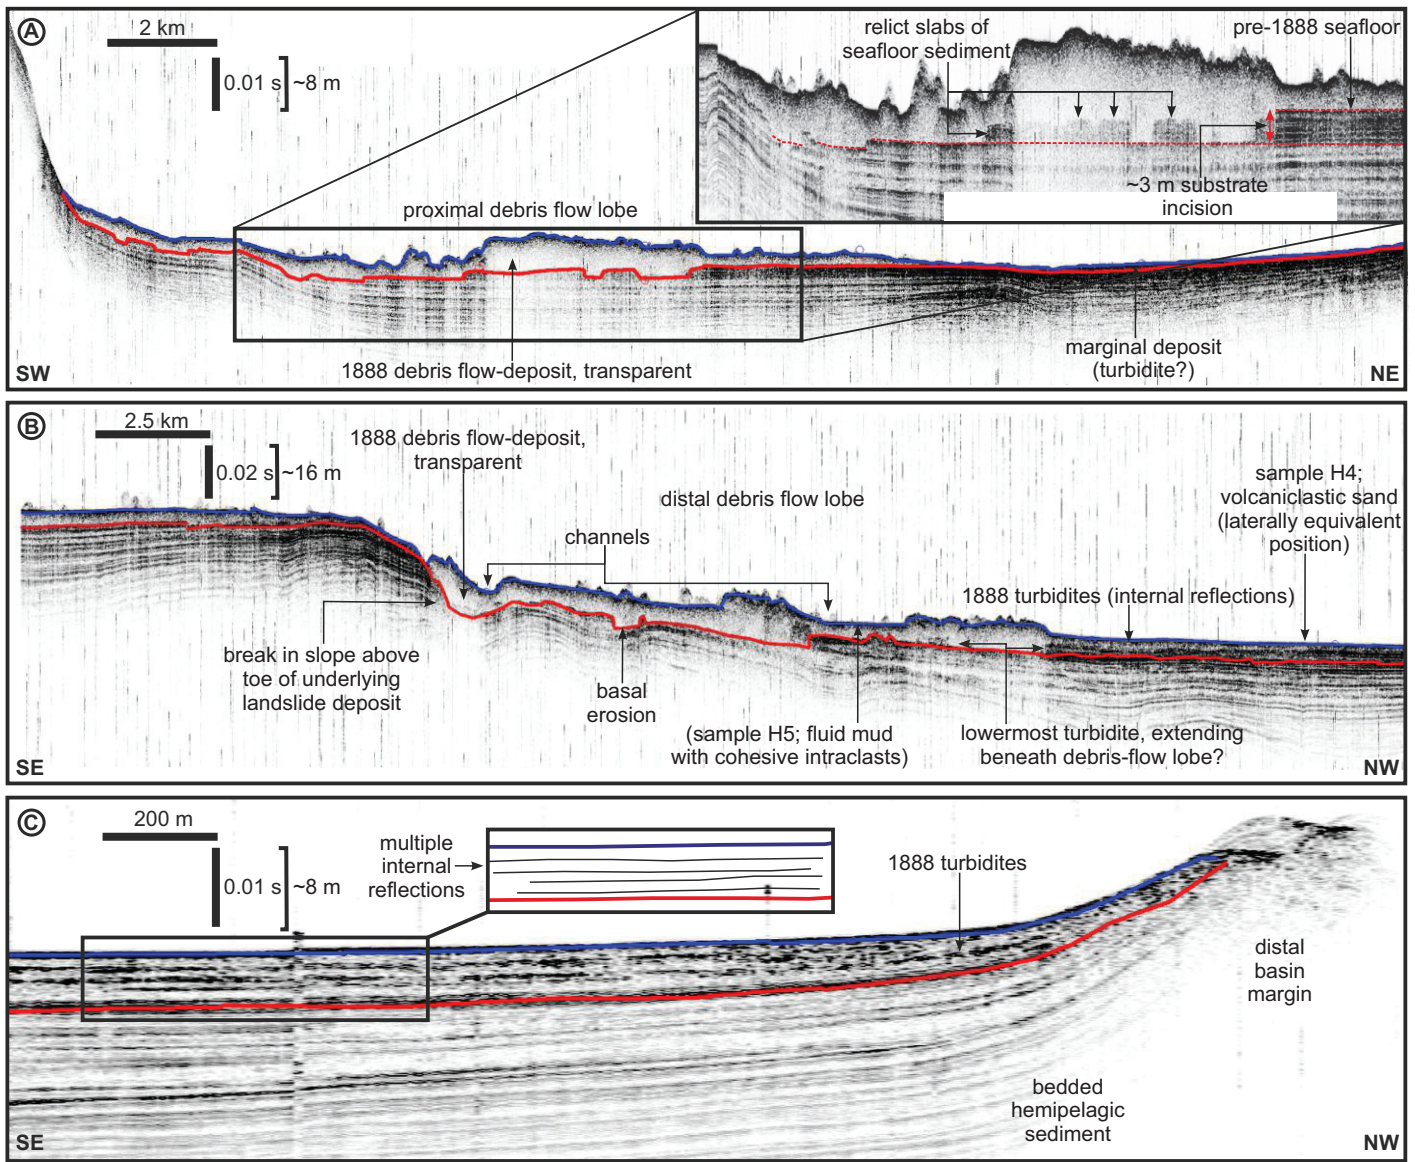 A
2 km
0.01 s
~8 m
relict slabs of
seafloor sediment
pre-1888 seafloor
~3 m substrate
incision
proximal debris flow lobe
1888 debris flow-deposit, transparent
marginal deposit
(turbidite?)
SW
NE
B
2.5 km
0.02 s
~16 m
1888 debris flow-deposit,
transparent
distal debris flow lobe
channels
sample H4;
volcaniclastic sand
(laterally equivalent
position)
1888 turbidites (internal reflections)
break in slope above
toe of underlying
landslide deposit
basal
erosion
(sample H5; fluid mud
with cohesive intraclasts)
lowermost turbidite, extending
beneath debris-flow lobe?
SE
NW
C
200 m
0.01 s
~8 m
multiple
internal
reflections
1888 turbidites
distal
basin
margin
bedded
hemipelagic
sediment
SE
NW